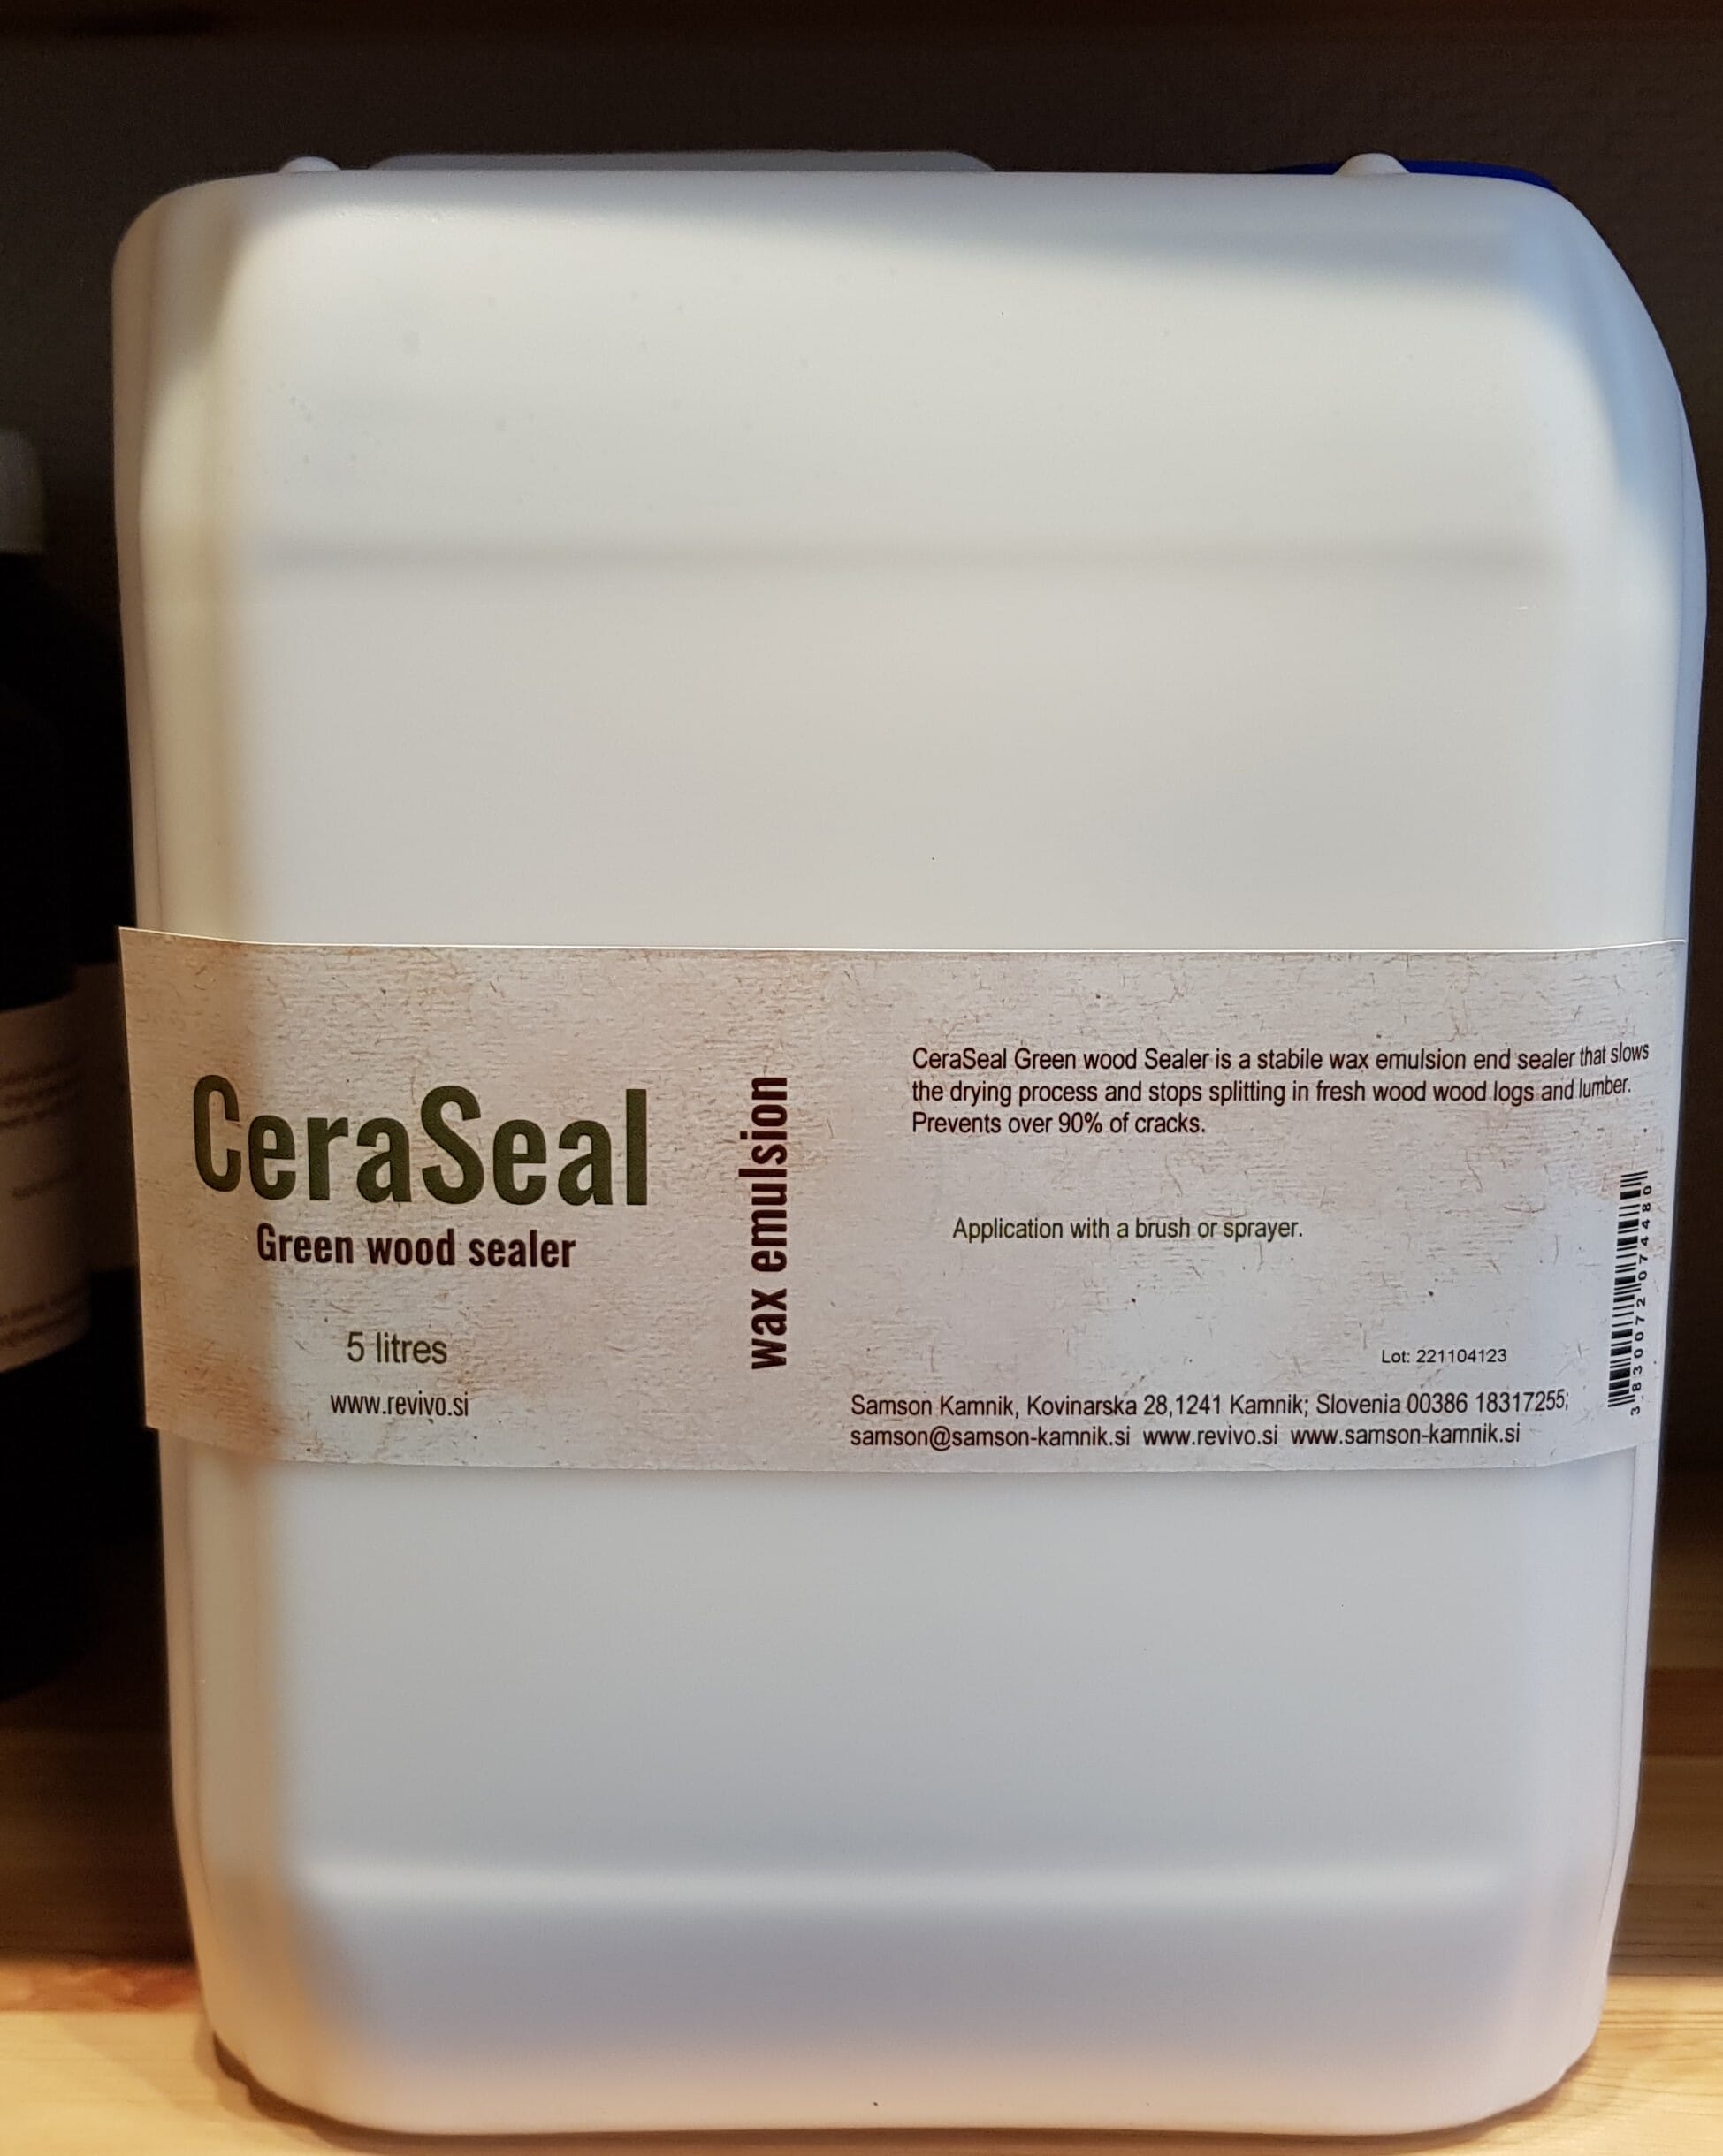 CeraSeal
Green wood sealer
5 litres
www.revivo.si
wax emulsion
CeraSeal Green wood Sealer is a stabile wax emulsion end sealer that slows
the drying process and stops splitting in fresh wood wood logs and lumber.
Prevents over 90% of cracks.
Application with a brush or sprayer.
Lot: 221104123
Samson Kamnik, Kovinarska 28,1241 Kamnik; Slovenia 00386 18317255;
samson@samson-kamnik.si www.revivo.si www.samson-kamnik.si
3 830072 074480